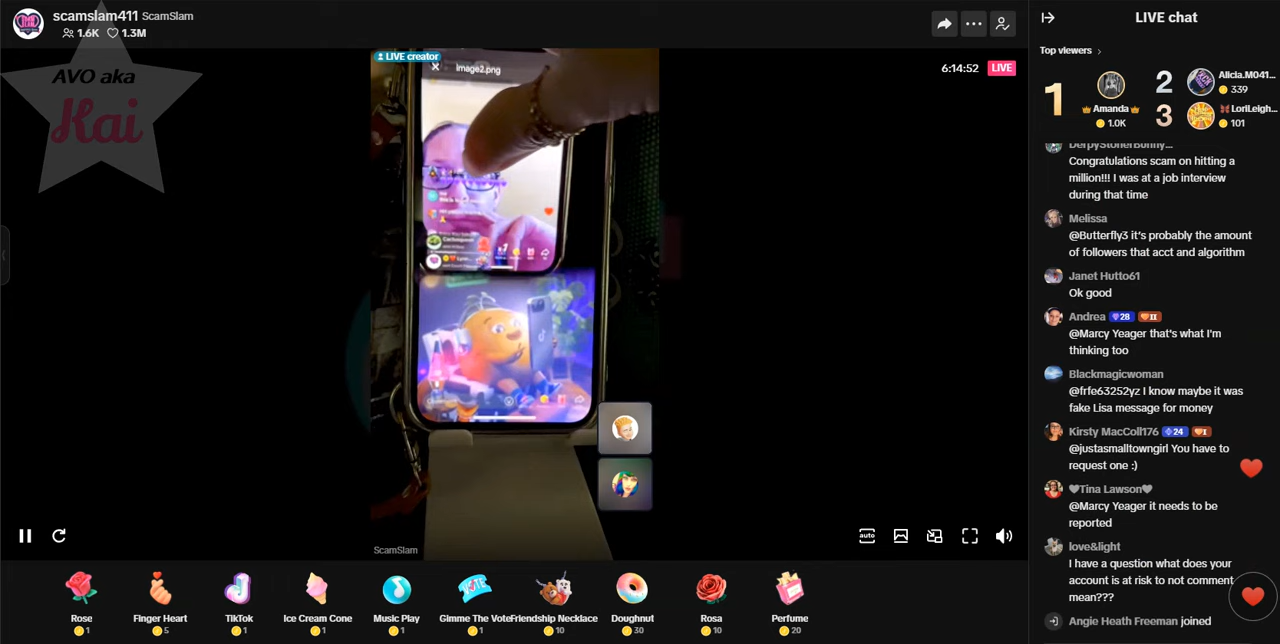 scamslam411 ScamSlam
1.6K 1.3M
AVO aka
Kai
LIVE creator
image2.png
6:14:52 LIVE
ScamSlam
auto
Rose
1
Finger Heart
5
TikTok
1
Ice Cream Cone
1
Music Play
1
Gimme The Vote
1
Friendship Necklace
10
Doughnut
30
Rosa
10
Perfume
20
LIVE chat
Top viewers
1
Amanda
1.0K
2
Alicia.M041...
339
3
LoriLeigh...
101
DerpyStonerBunny...
Congratulations scam on hitting a
million!!! I was at a job interview
during that time
Melissa
@Butterfly3 it's probably the amount
of followers that acct and algorithm
Janet Hutto61
Ok good
Andrea 28 II
@Marcy Yeager that's what I'm
thinking too
Blackmagicwoman
@frfe63252yz I know maybe it was
fake Lisa message for money
Kirsty MacColl176 24 I
@justasmalltowngirl You have to
request one :)
🖤Tina Lawson🖤
@Marcy Yeager it needs to be
reported
love&light
I have a question what does your
account is at risk to not comment
mean???
Angie Heath Freeman joined